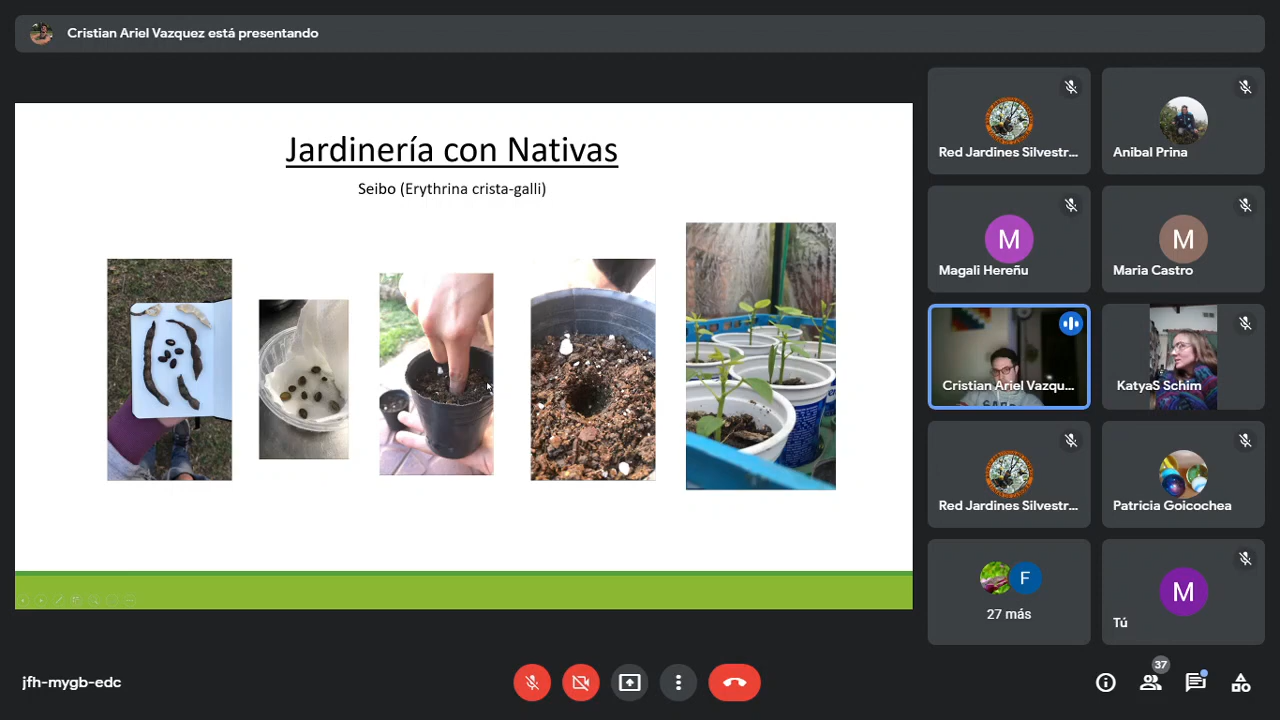 Cristian Ariel Vazquez está presentando
Jardinería con Nativas
Seibo (Erythrina crista-galli)
Red Jardines Silvestr...
Anibal Prina
Magali Hereñu
Maria Castro
Cristian Ariel Vazqu...
KatyaS Schim
Red Jardines Silvestr...
Patricia Goicochea
M
M
F
27 más
M
Tú
jfh-mygb-edc
37